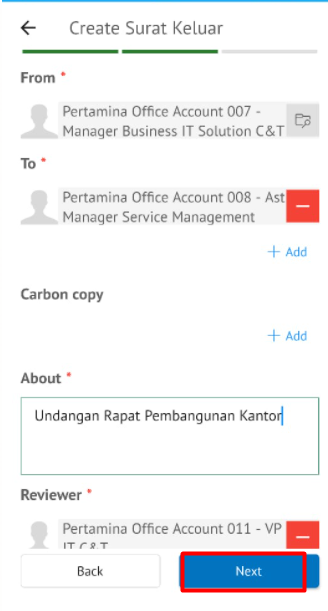 Create Surat Keluar
From *
Pertamina Office Account 007 -
Manager Business IT Solution C&T
To *
Pertamina Office Account 008 - Ast
Manager Service Management
+ Add
Carbon copy
+ Add
About *
Undangan Rapat Pembangunan Kantor
Reviewer *
Pertamina Office Account 011 - VP
IT C&T
Back
Next